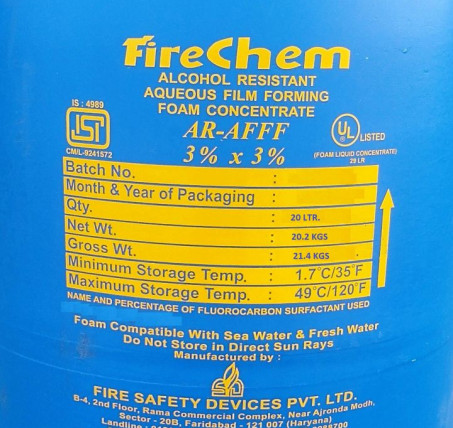 FireChem
ALCOHOL RESISTANT
AQUEOUS FILM FORMING
FOAM CONCENTRATE
AR-AFFF
3% x 3%
IS : 4989
ISI
CM/L-9241572
UL LISTED
(FOAM LIQUID CONCENTRATE)
29 LR
Batch No. :
Month & Year of Packaging :
Qty. : 20 LTR.
Net Wt. : 20.2 KGS
Gross Wt. : 21.4 KGS
Minimum Storage Temp. : 1.7°C/35°F
Maximum Storage Temp. : 49°C/120°F
NAME AND PERCENTAGE OF FLUOROCARBON SURFACTANT USED
Foam Compatible With Sea Water & Fresh Water
Do Not Store in Direct Sun Rays
Manufactured by :
FIRE SAFETY DEVICES PVT. LTD.
B-4, 2nd Floor, Rama Commercial Complex, Near Ajronda Modh,
Sector - 20B, Faridabad - 121 007 (Haryana)
Landline :